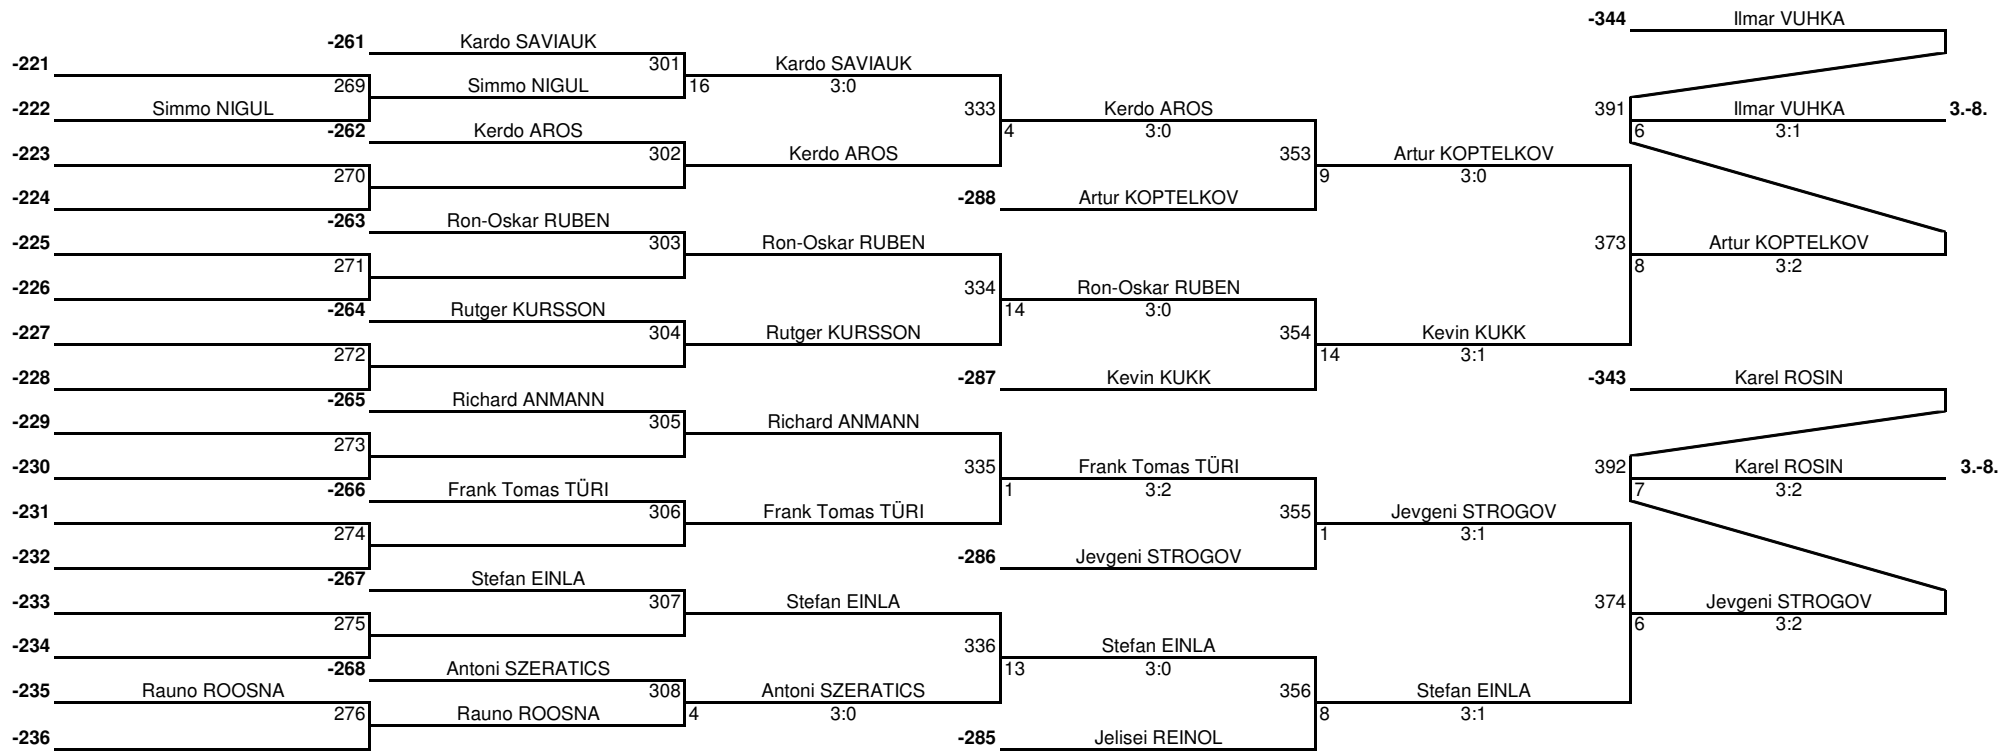 -344 Ilmar VUHKA
-261 Kardo SAVIAUK
-221 301 Kardo SAVIAUK
269 Simmo NIGUL 16 3:0
-222 Simmo NIGUL 333 Kerdo AROS 391 Ilmar VUHKA 3.-8.
-262 Kerdo AROS 4 3:0 6 3:1
-223 302 Kerdo AROS 353 Artur KOPTELKOV
270 9 3:0
-224 -288 Artur KOPTELKOV
-263 Ron-Oskar RUBEN
-225 303 Ron-Oskar RUBEN 373 Artur KOPTELKOV
271 8 3:2
-226 334 Ron-Oskar RUBEN
-264 Rutger KURSSON 14 3:0
-227 304 Rutger KURSSON 354 Kevin KUKK
272 14 3:1
-228 -287 Kevin KUKK -343 Karel ROSIN
-265 Richard ANMANN
-229 305 Richard ANMANN
273
-230 335 Frank Tomas TÜRI 392 Karel ROSIN 3.-8.
-266 Frank Tomas TÜRI 1 3:2 7 3:2
-231 306 Frank Tomas TÜRI 355 Jevgeni STROGOV
274 1 3:1
-232 -286 Jevgeni STROGOV
-267 Stefan EINLA
-233 307 Stefan EINLA 374 Jevgeni STROGOV
275 6 3:2
-234 336 Stefan EINLA
-268 Antoni SZERATICS 13 3:0
-235 Rauno ROOSNA 308 Antoni SZERATICS 356 Stefan EINLA
276 Rauno ROOSNA 4 3:0 8 3:1
-236 -285 Jelisei REINOL